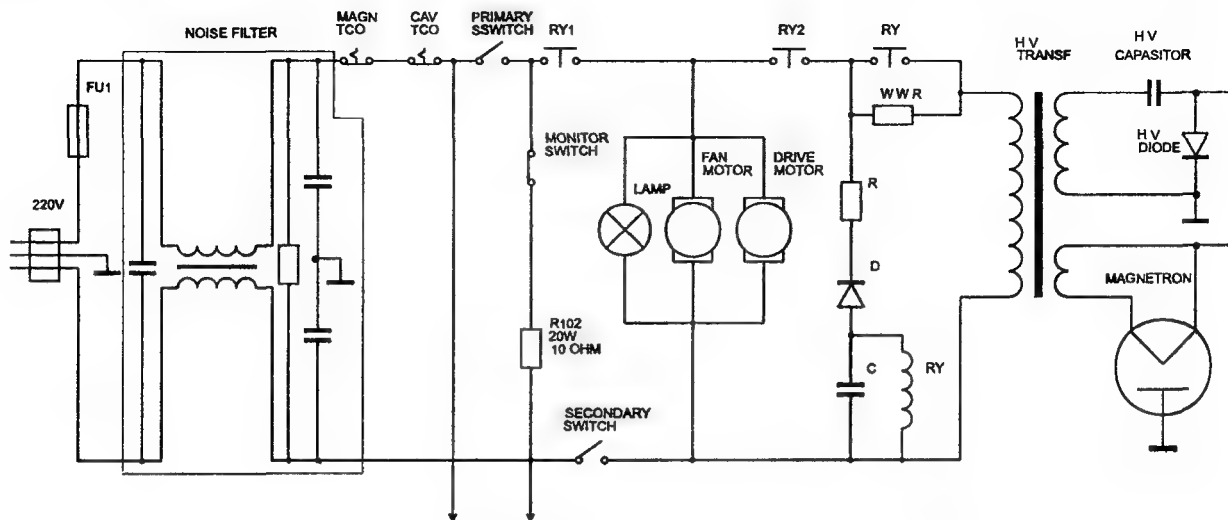 NOISE FILTER
MAGN
TCO
CAV
TCO
PRIMARY
SSWITCH
RY1
RY2
RY
H V
TRANSF
H V
CAPASITOR
FU1
W W R
H V
DIODE
MONITOR
SWITCH
FAN
MOTOR
DRIVE
MOTOR
LAMP
R
220V
D
MAGNETRON
R102
20W
10 OHM
C
RY
SECONDARY
SWITCH